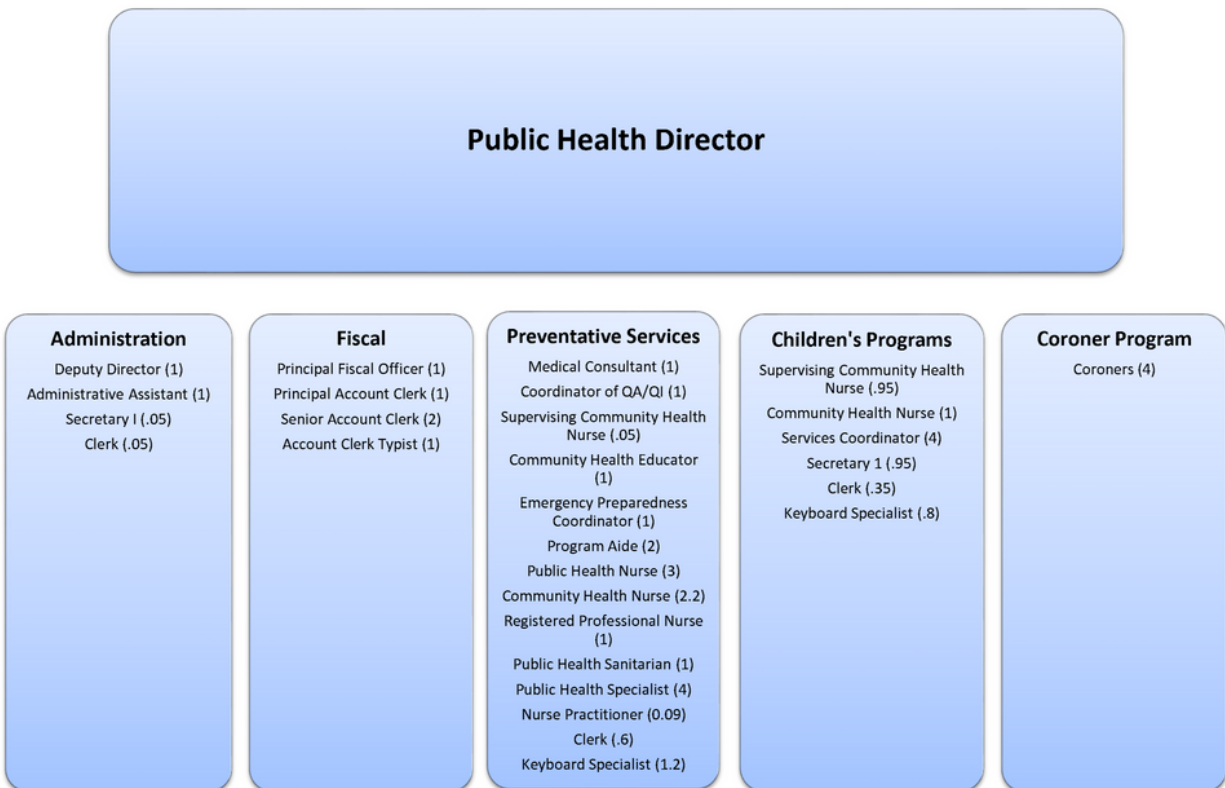 Public Health Director
Administration
Deputy Director (1)
Administrative Assistant (1)
Secretary I (.05)
Clerk (.05)
Fiscal
Principal Fiscal Officer (1)
Principal Account Clerk (1)
Senior Account Clerk (2)
Account Clerk Typist (1)
Preventative Services
Medical Consultant (1)
Coordinator of QA/QI (1)
Supervising Community Health
Nurse (.05)
Community Health Educator
(1)
Emergency Preparedness
Coordinator (1)
Program Aide (2)
Public Health Nurse (3)
Community Health Nurse (2.2)
Registered Professional Nurse
(1)
Public Health Sanitarian (1)
Public Health Specialist (4)
Nurse Practitioner (0.09)
Clerk (.6)
Keyboard Specialist (1.2)
Children's Programs
Supervising Community Health
Nurse (.95)
Community Health Nurse (1)
Services Coordinator (4)
Secretary 1 (.95)
Clerk (.35)
Keyboard Specialist (.8)
Coroner Program
Coroners (4)